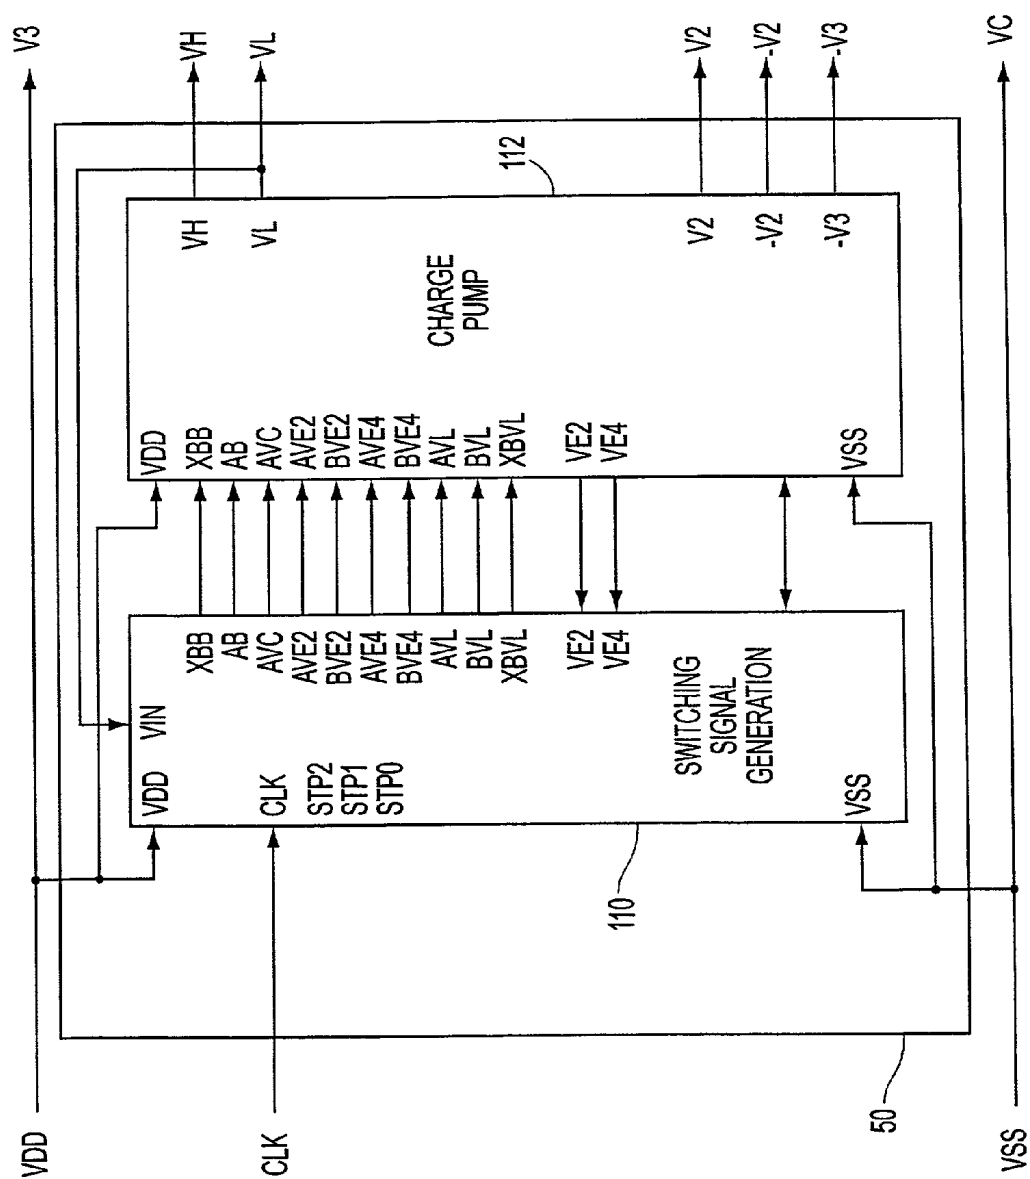 VDD
V3
VH
VL
CLK
VDD
VIN
CLK
STP2
STP1
STP0
XBB
AB
AVC
AVE2
BVE2
AVE4
BVE4
AVL
BVL
XBVL
VE2
VE4
SWITCHING
SIGNAL
GENERATION
VSS
110
VDD
XBB
AB
AVC
AVE2
BVE2
AVE4
BVE4
AVL
BVL
XBVL
VE2
VE4
VSS
CHARGE
PUMP
VH
VL
V2
-V2
-V3
112
V2
-V2
-V3
50
VSS
VC